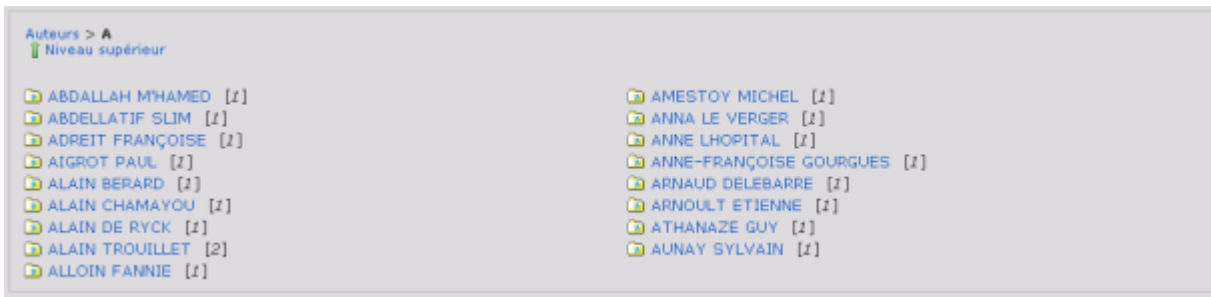 Auteurs > A
Niveau supérieur
ABDALLAH M'HAMED [1]
ABDELLATIF SLIM [1]
ADREIT FRANÇOISE [1]
AIGROT PAUL [1]
ALAIN BERARD [1]
ALAIN CHAMAYOU [1]
ALAIN DE RYCK [1]
ALAIN TROUILLET [2]
ALLOIN FANNIE [1]
AMESTOY MICHEL [1]
ANNA LE VERGER [1]
ANNE LHOPITAL [1]
ANNE-FRANÇOISE GOURGUES [1]
ARNAUD DELEBARRE [1]
ARNOULT ETIENNE [1]
ATHANAZE GUY [1]
AUNAY SYLVAIN [1]